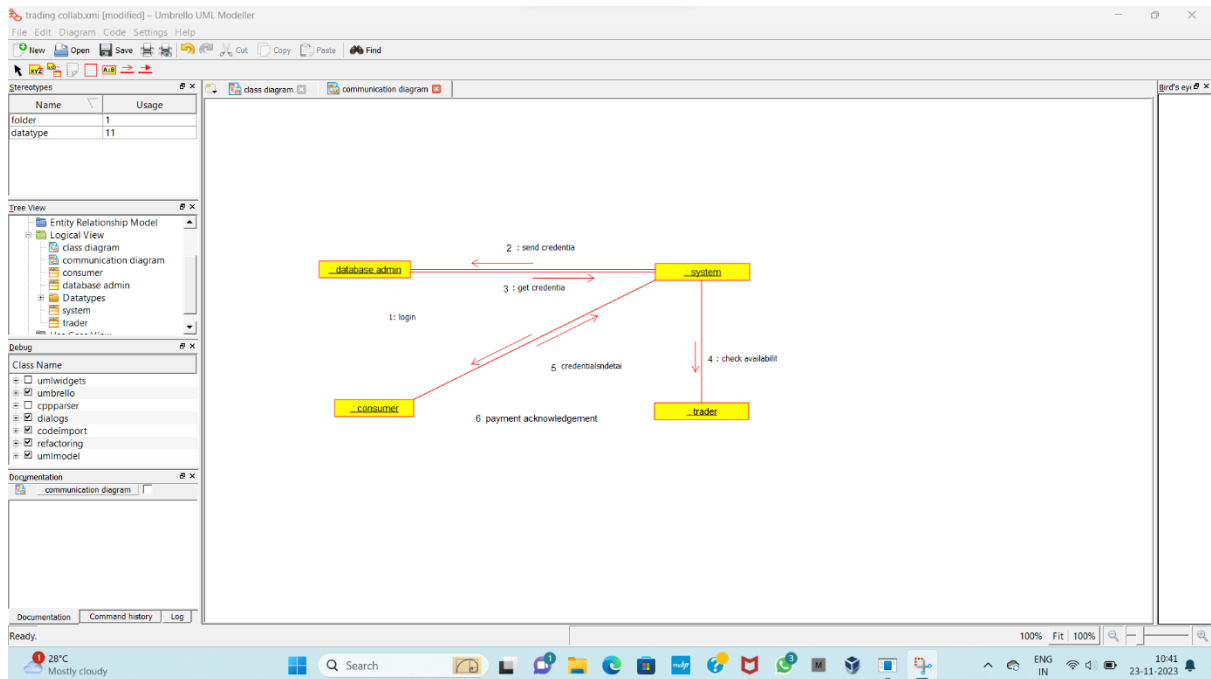 trading collab.xmi [modified] – Umbrello UML Modeller
File Edit Diagram Code Settings Help
New Open Save Cut Copy Paste Find
xyZ A:B
Stereotypes
class diagram communication diagram
Bird's eye
Name Usage
folder 1
datatype 11
Tree View
Entity Relationship Model
Logical View
class diagram
communication diagram
consumer
database admin
Datatypes
system
trader
Debug
Class Name
umlwidgets
umbrello
cppparser
dialogs
codeimport
refactoring
umlmodel
Documentation
communication diagram
2 : send credentia
: database admin
: system
3 : get credentia
1: login
4 : check availabilit
5 credentialsndetai
: consumer
: trader
6 payment acknowledgement
Documentation Command history Log
Ready.
100% Fit 100%
1
28°C
Mostly cloudy
Search
mdp
3
M
ENG
IN
10:41
23-11-2023